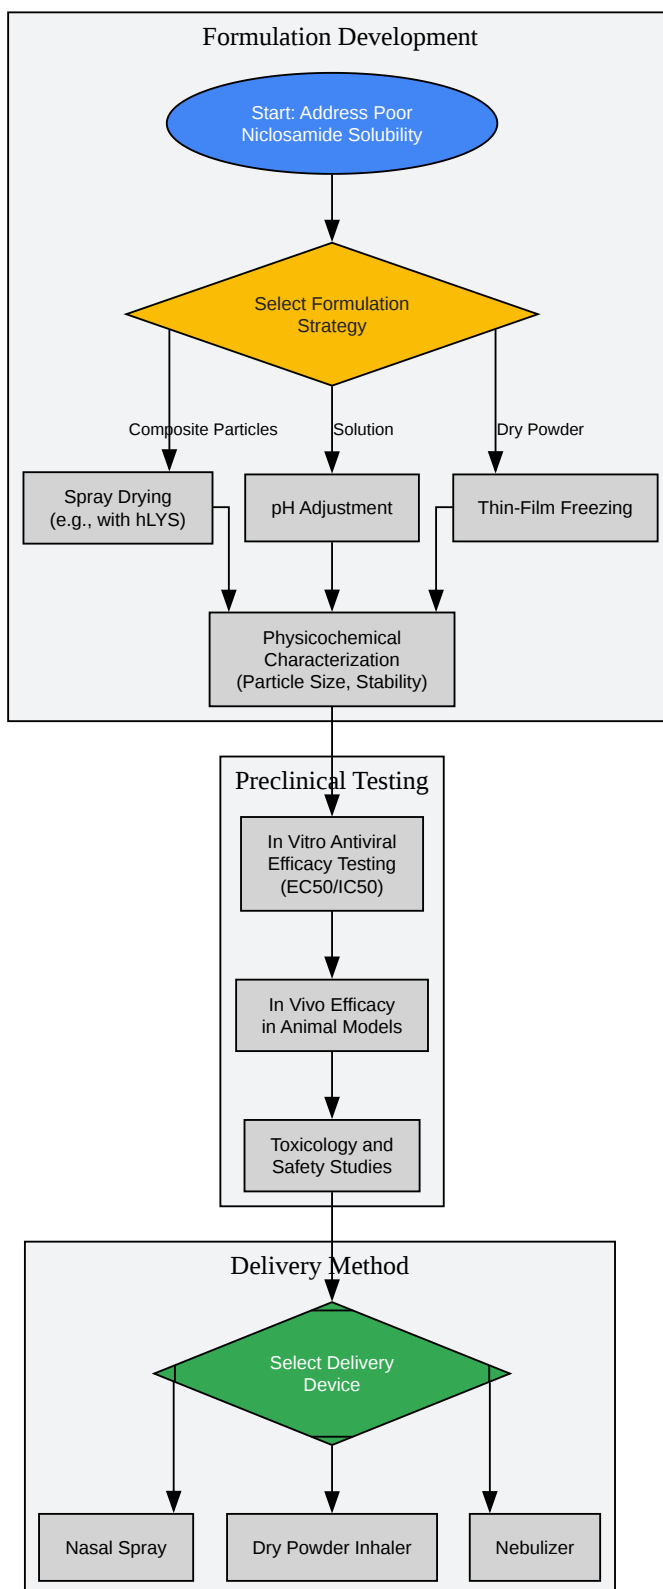 Formulation Development
Start: Address Poor
Niclosamide Solubility
Select Formulation
Strategy
Composite Particles
Solution
Dry Powder
Spray Drying
(e.g., with hLYS)
pH Adjustment
Thin-Film Freezing
Physicochemical
Characterization
(Particle Size, Stability)
Preclinical Testing
In Vitro Antiviral
Efficacy Testing
(EC50/IC50)
In Vivo Efficacy
in Animal Models
Toxicology and
Safety Studies
Delivery Method
Select Delivery
Device
Nasal Spray
Dry Powder Inhaler
Nebulizer